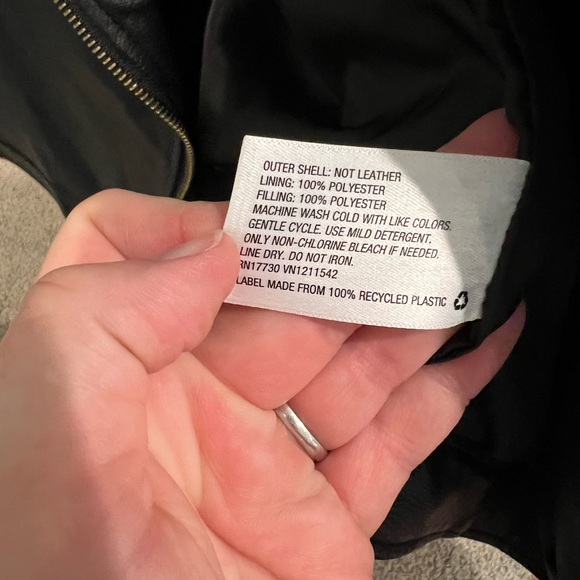 OUTER SHELL: NOT LEATHER
LINING: 100% POLYESTER
FILLING: 100% POLYESTER
MACHINE WASH COLD WITH LIKE COLORS.
GENTLE CYCLE. USE MILD DETERGENT.
ONLY NON-CHLORINE BLEACH IF NEEDED.
LINE DRY. DO NOT IRON.
RN17730 VN1211542
LABEL MADE FROM 100% RECYCLED PLASTIC